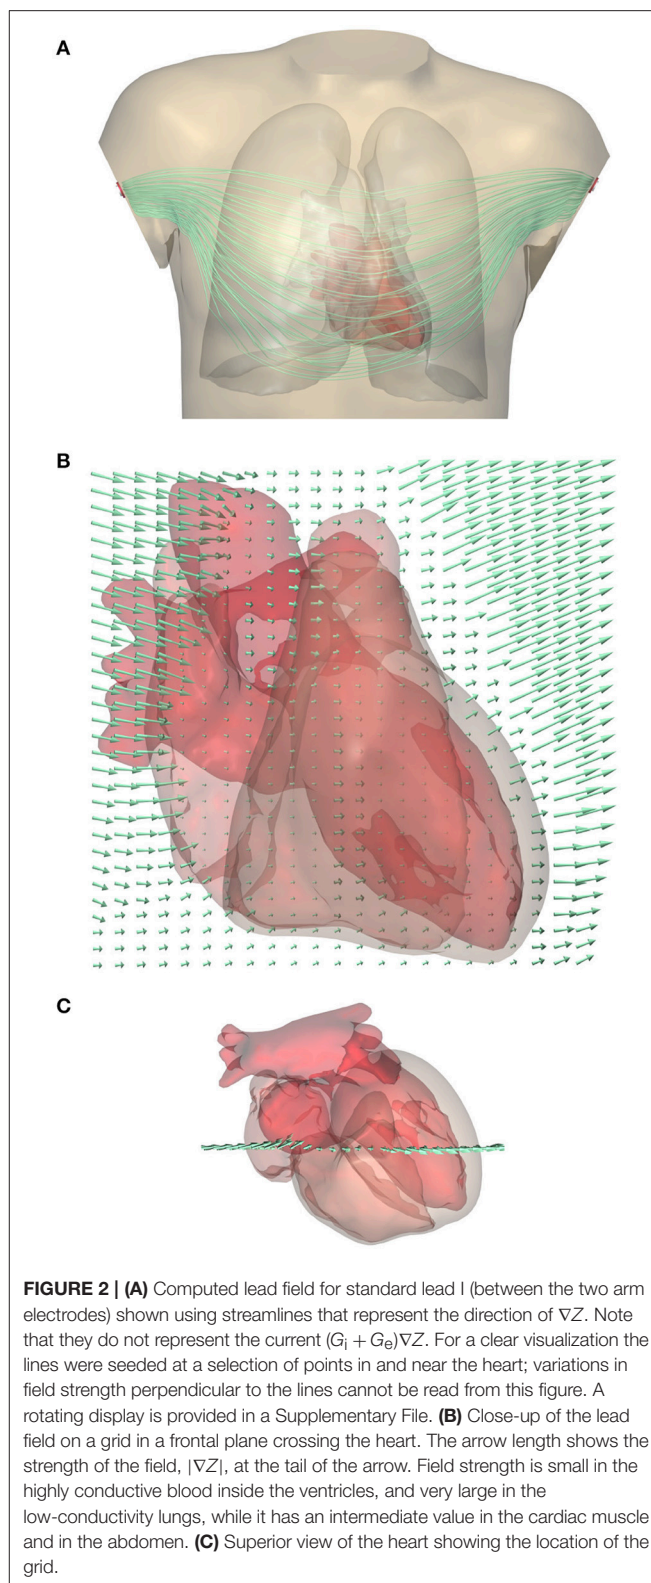 A
B
C
FIGURE 2 | (A) Computed lead field for standard lead I (between the two arm
electrodes) shown using streamlines that represent the direction of ∇Z. Note
that they do not represent the current (Gi + Ge)∇Z. For a clear visualization the
lines were seeded at a selection of points in and near the heart; variations in
field strength perpendicular to the lines cannot be read from this figure. A
rotating display is provided in a Supplementary File. (B) Close-up of the lead
field on a grid in a frontal plane crossing the heart. The arrow length shows the
strength of the field, |∇Z|, at the tail of the arrow. Field strength is small in the
highly conductive blood inside the ventricles, and very large in the
low-conductivity lungs, while it has an intermediate value in the cardiac muscle
and in the abdomen. (C) Superior view of the heart showing the location of the
grid.